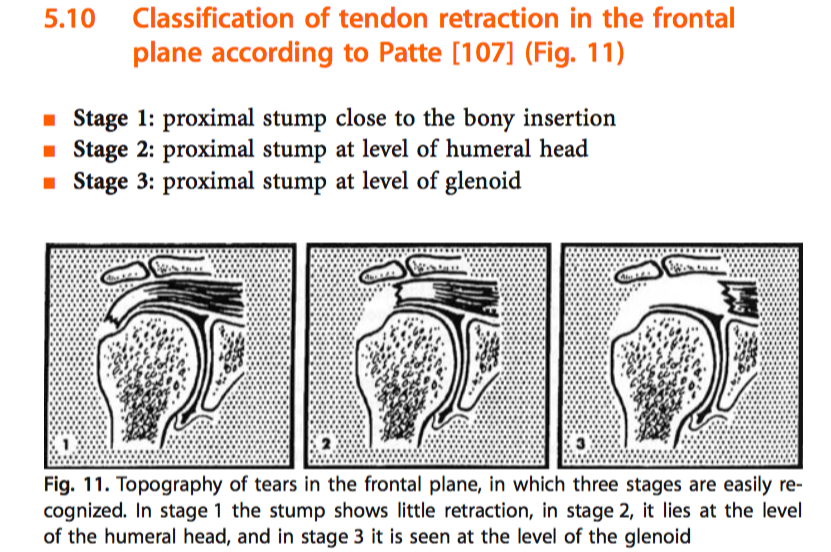 5.10 Classification of tendon retraction in the frontal
plane according to Patte [107] (Fig. 11)
Stage 1: proximal stump close to the bony insertion
Stage 2: proximal stump at level of humeral head
Stage 3: proximal stump at level of glenoid
1 2 3
Fig. 11. Topography of tears in the frontal plane, in which three stages are easily re-
cognized. In stage 1 the stump shows little retraction, in stage 2, it lies at the level
of the humeral head, and in stage 3 it is seen at the level of the glenoid